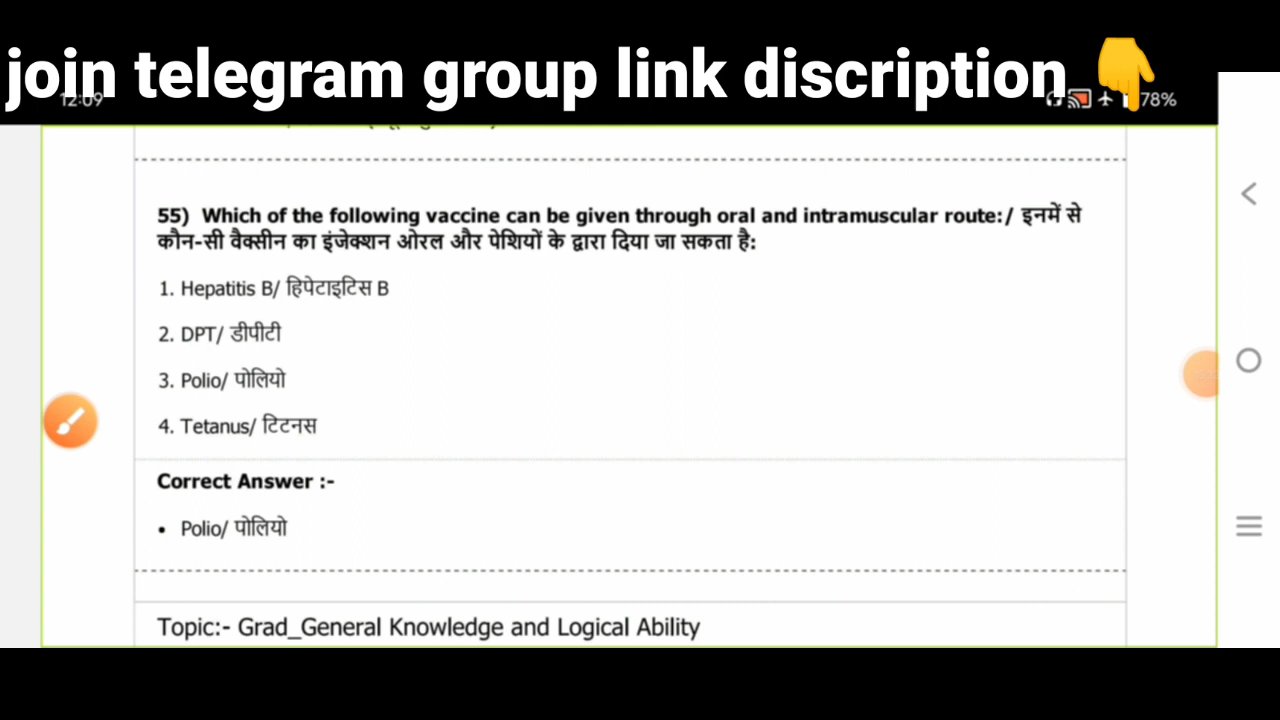 join telegram group link discription 👇
12:09
78%
55) Which of the following vaccine can be given through oral and intramuscular route:/ इनमें से
कौन-सी वैक्सीन का इंजेक्शन ओरल और पेशियों के द्वारा दिया जा सकता है:
1. Hepatitis B/ हिपेटाइटिस B
2. DPT/ डीपीटी
3. Polio/ पोलियो
4. Tetanus/ टिटनस
Correct Answer :-
• Polio/ पोलियो
Topic:- Grad_General Knowledge and Logical Ability